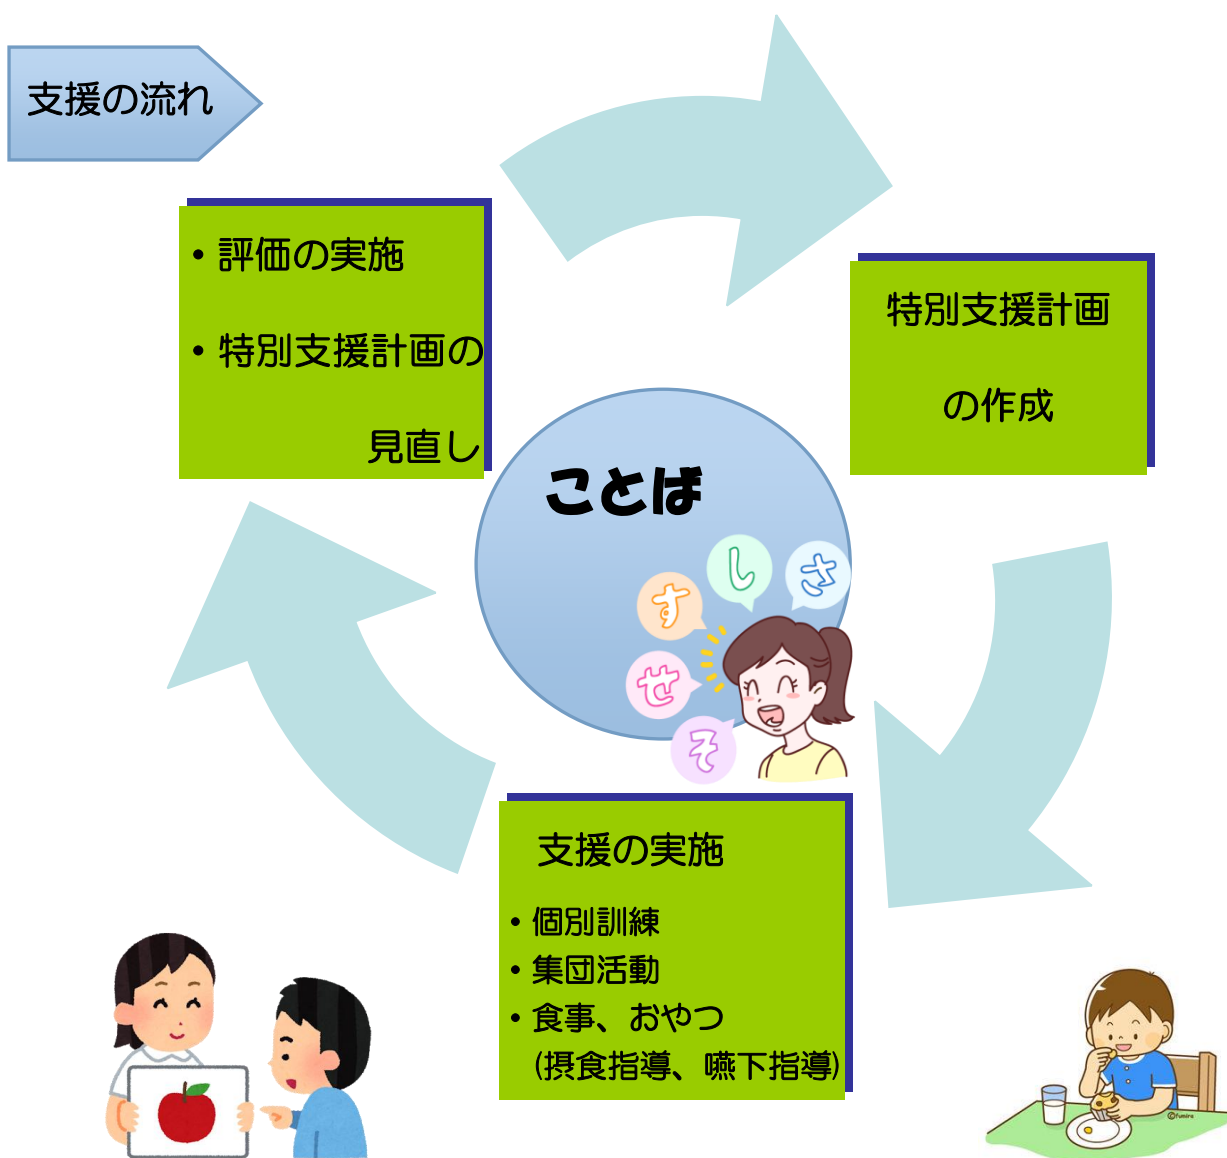 支援の流れ
・評価の実施
・特別支援計画の
見直し
特別支援計画
の作成
ことば
さ
し
す
せ
そ
支援の実施
・個別訓練
・集団活動
・食事、おやつ
(摂食指導、嚥下指導)
©fumira